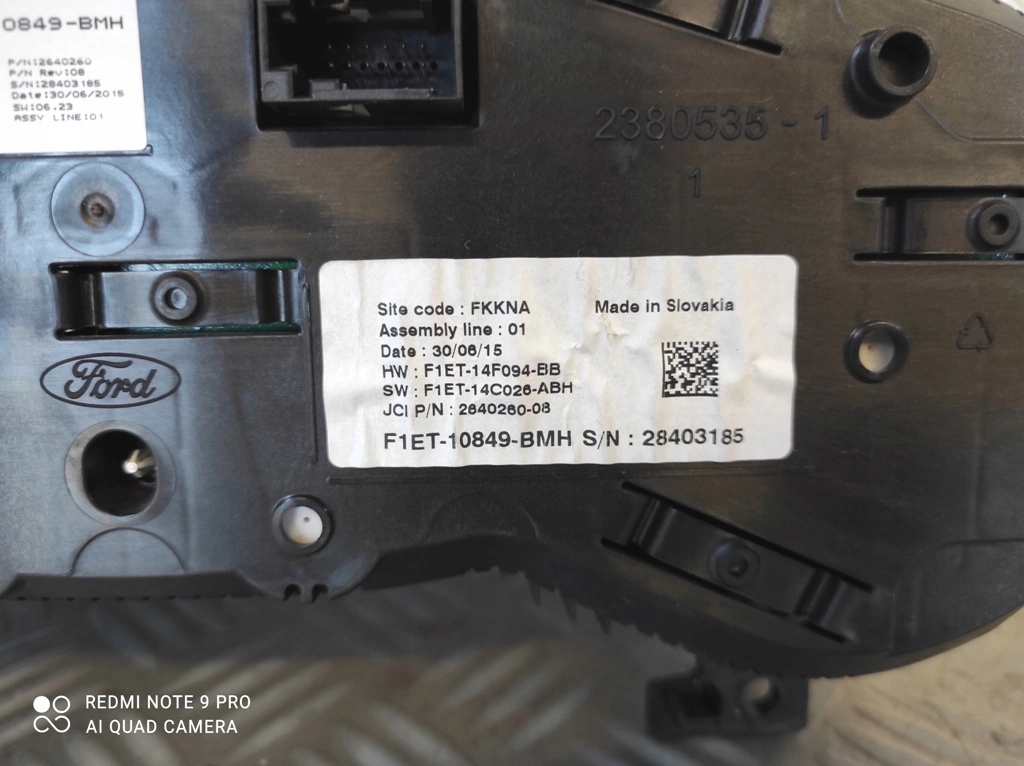 0849-BMH
P/N:2640260
P/N Rev:08
S/N:28403185
Date:30/06/2015
SW:06.23
ASSY LINE:01
2380535-1
1
Site code : FKKNA Made in Slovakia
Assembly line : 01
Date : 30/06/15
HW : F1ET-14F094-BB
SW : F1ET-14C026-ABH
JCI P/N : 2640260-08
F1ET-10849-BMH S/N : 28403185
Ford
REDMI NOTE 9 PRO
AI QUAD CAMERA